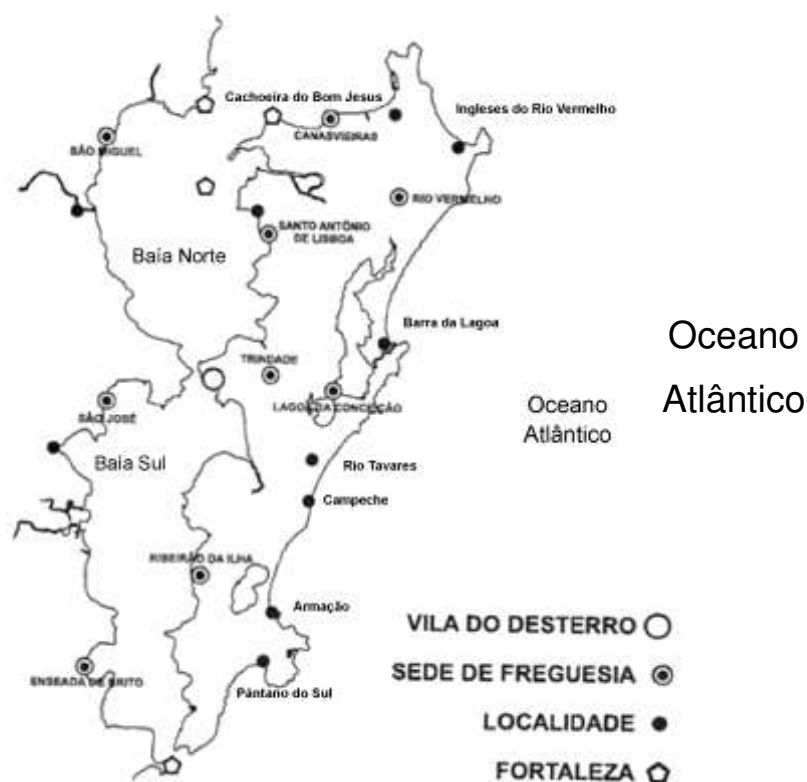 Cachoeira do Bom Jesus
Ingleses do Rio Vermelho
CANASVIEIRAS
SÃO MIGUEL
RIO VERMELHO
SANTO ANTÔNIO
DE LISBOA
Baía Norte
Barra da Lagoa
Oceano
Atlântico
TRINDADE
LAGOA DA CONCEIÇÃO
Oceano
Atlântico
SÃO JOSÉ
Baía Sul
Rio Tavares
Campeche
RIBEIRÃO DA ILHA
Armação
VILA DO DESTERRO
SEDE DE FREGUESIA
ENSEADA DE BRITO
Pântano do Sul
LOCALIDADE
FORTALEZA